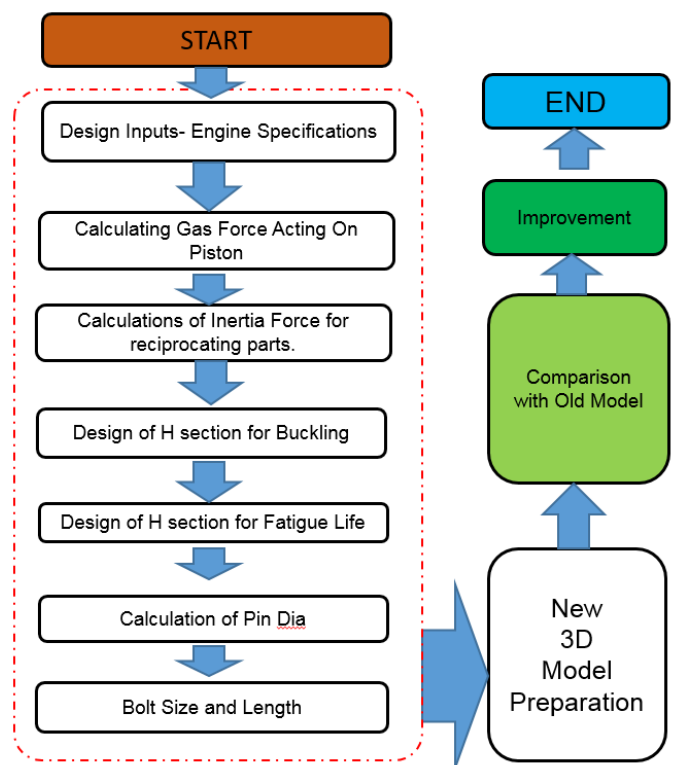 START
Design Inputs- Engine Specifications
Calculating Gas Force Acting On
Piston
Calculations of Inertia Force for
reciprocating parts.
Design of H section for Buckling
Design of H section for Fatigue Life
Calculation of Pin Dia
Bolt Size and Length
New
3D
Model
Preparation
Comparison
with Old Model
Improvement
END